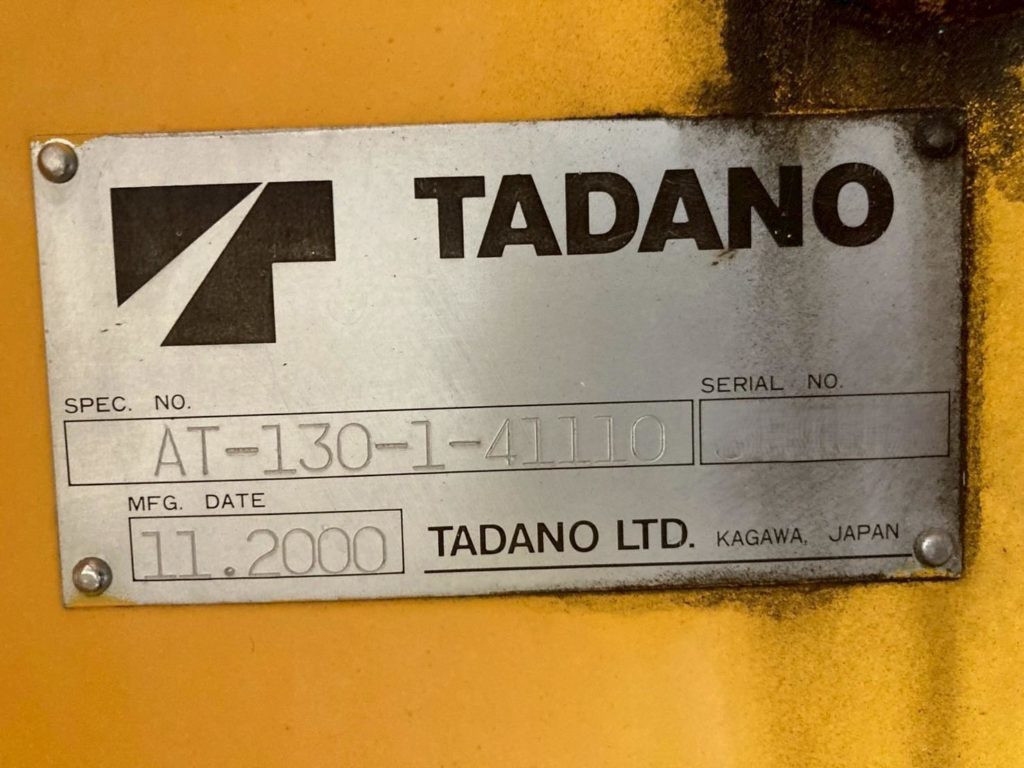 TADANO
SPEC. NO.
SERIAL NO.
AT-130-1-41110
MFG. DATE
11.2000
TADANO LTD. KAGAWA, JAPAN